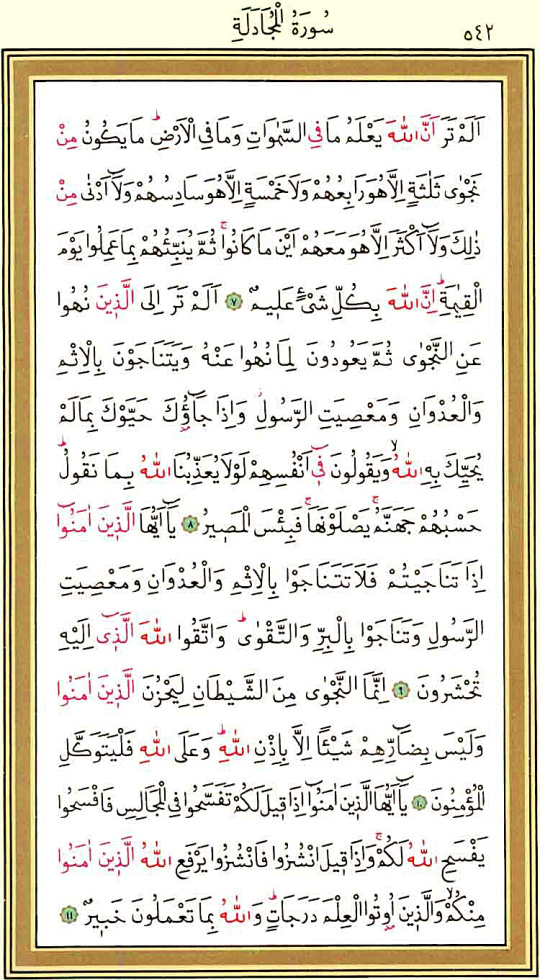 سُورَةُ الْمُجَادَلَةِ ٥٤٢
اَلَمْ تَرَ اَنَّ اللّٰهَ يَعْلَمُ مَا فِي السَّمٰوَاتِ وَمَا فِي الْاَرْضِۜ مَا يَكُونُ مِنْ
نَجْوٰى ثَلٰثَةٍ اِلَّا هُوَ رَابِعُهُمْ وَلَا خَمْسَةٍ اِلَّا هُوَ سَادِسُهُمْ وَلَٓا اَدْنٰى مِنْ
ذٰلِكَ وَلَٓا اَكْثَرَ اِلَّا هُوَ مَعَهُمْ اَيْنَ مَا كَانُواۚ ثُمَّ يُنَبِّئُهُمْ بِمَا عَمِلُوا يَوْمَ
الْقِيٰمَةِۜ اِنَّ اللّٰهَ بِكُلِّ شَيْءٍ عَلِيمٌ ﴿٧﴾ اَلَمْ تَرَ اِلَى الَّذِينَ نُهُوا
عَنِ النَّجْوٰى ثُمَّ يَعُودُونَ لِمَا نُهُوا عَنْهُ وَيَتَنَاجَوْنَ بِالْاِثْمِ
وَالْعُدْوَانِ وَمَعْصِيَتِ الرَّسُولِۘ وَاِذَا جَٓاؤُ۫كَ حَيَّوْكَ بِمَا لَمْ
يُحَيِّكَ بِهِ اللّٰهُۙ وَيَقُولُونَ فِٓي اَنْفُسِهِمْ لَوْلَا يُعَذِّبُنَا اللّٰهُ بِمَا نَقُولُۜ
حَسْبُهُمْ جَهَنَّمُۚ يَصْلَوْنَهَاۚ فَبِئْسَ الْمَصِيرُ ﴿٨﴾ يَٓا اَيُّهَا الَّذِينَ اٰمَنُٓوا
اِذَا تَنَاجَيْتُمْ فَلَا تَتَنَاجَوْا بِالْاِثْمِ وَالْعُدْوَانِ وَمَعْصِيَتِ
الرَّسُولِ وَتَنَاجَوْا بِالْبِرِّ وَالتَّقْوٰىۜ وَاتَّقُوا اللّٰهَ الَّذِٓي اِلَيْهِ
تُحْشَرُونَ ﴿٩﴾ اِنَّمَا النَّجْوٰى مِنَ الشَّيْطَانِ لِيَحْزُنَ الَّذِينَ اٰمَنُوا
وَلَيْسَ بِضَٓارِّهِمْ شَيْـًٔا اِلَّا بِاِذْنِ اللّٰهِۜ وَعَلَى اللّٰهِ فَلْيَتَوَكَّلِ
الْمُؤْمِنُونَ ﴿١٠﴾ يَٓا اَيُّهَا الَّذِينَ اٰمَنُٓوا اِذَا قِيلَ لَكُمْ تَفَسَّحُوا فِي الْمَجَالِسِ فَافْسَحُوا
يَفْسَحِ اللّٰهُ لَكُمْۚ وَاِذَا قِيلَ انْشُزُوا فَانْشُزُوا يَرْفَعِ اللّٰهُ الَّذِينَ اٰمَنُوا
مِنْكُمْۙ وَالَّذِينَ اُو۫تُوا الْعِلْمَ دَرَجَاتٍۜ وَاللّٰهُ بِمَا تَعْمَلُونَ خَبِيرٌ ﴿١١﴾